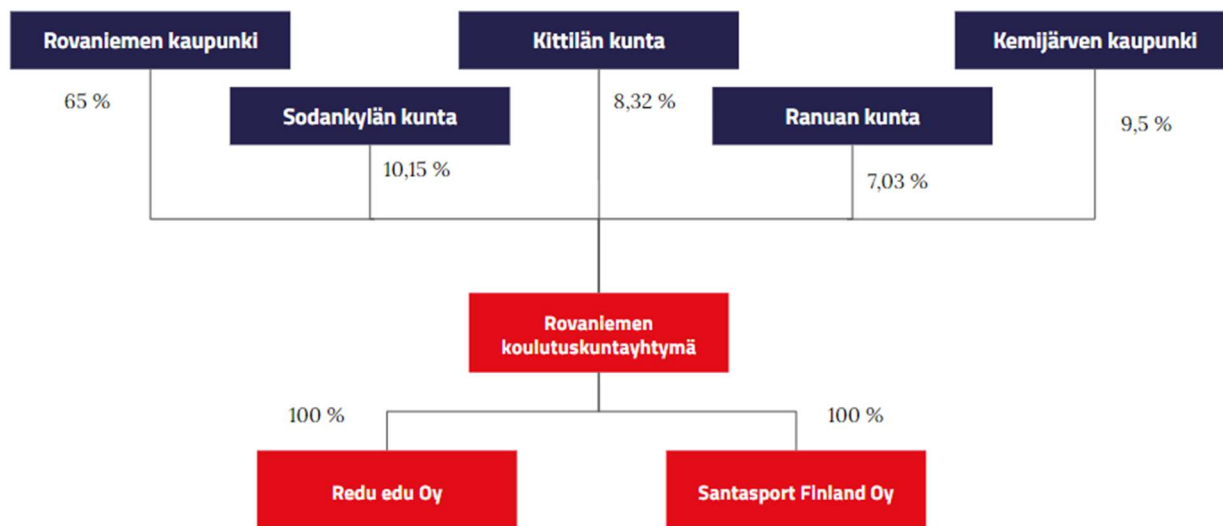 Rovaniemen kaupunki
Kittilän kunta
Kemijärven kaupunki
65 %
8,32 %
9,5 %
Sodankylän kunta
Ranuan kunta
10,15 %
7,03 %
Rovaniemen
koulutuskuntayhtymä
100 %
100 %
Redu edu Oy
Santasport Finland Oy